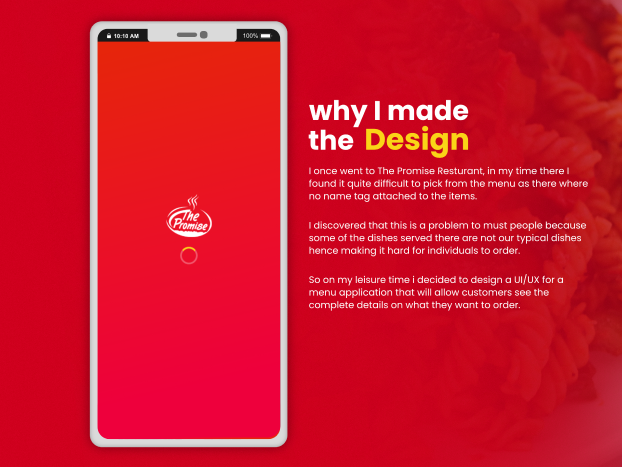 10:10 AM
100%
The
Promise
why I made
the Design
I once went to The Promise Resturant, in my time there I
found it quite difficult to pick from the menu as there where
no name tag attached to the items.
I discovered that this is a problem to must people because
some of the dishes served there are not our typical dishes
hence making it hard for individuals to order.
So on my leisure time i decided to design a UI/UX for a
menu application that will allow customers see the
complete details on what they want to order.